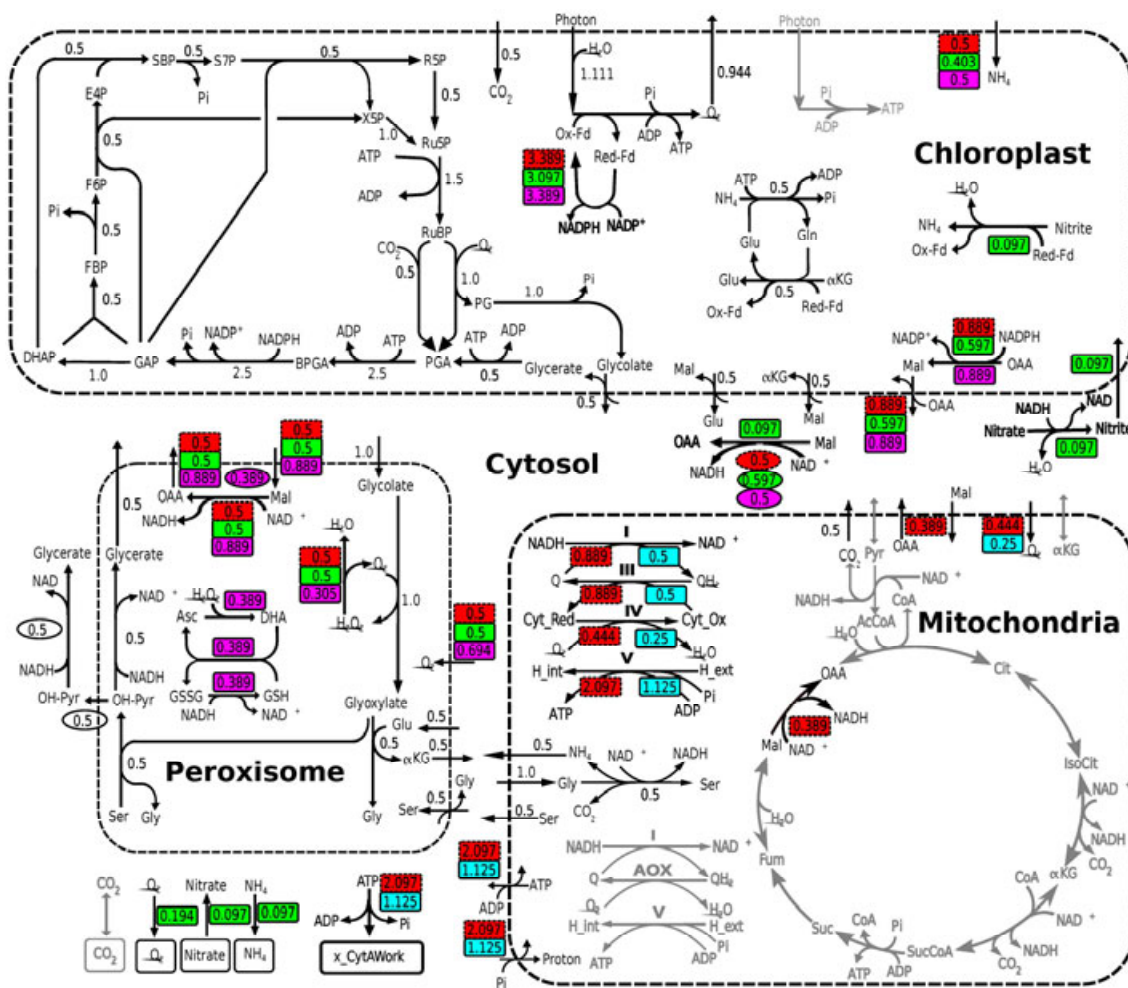 Photon
Photon
0.5
0.5
0.5
SBP
S7P
R5P
Pi
E4P
0.5
0.5
X5P
1.0
Ru5P
0.5
CO2
H2O
1.111
0.944
Pi
O2
Ox-Fd
ADP
ATP
Red-Fd
3.389
3.097
3.389
NADPH
NADP+
Pi
ADP
ATP
0.5
0.403
0.5
NH4
Chloroplast
ATP
ADP
1.5
F6P
Pi
0.5
FBP
0.5
RuBP
CO2
O2
0.5
1.0
PG
1.0
Pi
ATP
0.5
ADP
NH4
Pi
Glu
Gln
Glu
αKG
0.5
Ox-Fd
Red-Fd
H2O
NH4
Nitrite
Ox-Fd
0.097
Red-Fd
DHAP
1.0
GAP
Pi
NADP+
NADPH
2.5
BPGA
ADP
ATP
2.5
PGA
ATP
ADP
0.5
Glycerate
Glycolate
0.5
Mal
0.5
Glu
αKG
0.5
Mal
NADP+
0.889
0.597
0.889
NADPH
Mal
OAA
0.889
0.597
0.889
OAA
0.097
NADH
NAD
Nitrate
Nitrite
H2O
0.097
Cytosol
OAA
0.097
Mal
NADH
NAD +
0.5
0.597
0.5
0.5
0.5
0.889
0.389
0.5
0.5
0.889
1.0
OAA
Mal
NADH
NAD +
0.5
0.5
0.889
Glycolate
0.5
Glycerate
Glycerate
NAD
NAD +
0.5
0.5
NADH
NADH
OH-Pyr
OH-Pyr
0.5
H2O2
0.389
Asc
DHA
0.389
0.389
GSSG
GSH
NADH
NAD +
H2O
0.5
0.5
0.305
O2
H2O2
1.0
0.5
0.5
0.694
O2
Glyoxylate
Glu
0.5
0.5
αKG
0.5
Peroxisome
Ser
Gly
Gly
Ser
0.5
Gly
I
NADH
NAD +
0.889
0.5
Q
III
QH2
0.889
0.5
Cyt_Red
IV
Cyt_Ox
0.444
0.25
O2
H2O
H_int
V
H_ext
2.097
1.125
ATP
ADP
Pi
0.5
NH4
NAD +
NADH
1.0
Gly
Ser
CO2
0.5
0.5
Ser
0.5
CO2
Pyr
OAA
0.389
Mal
0.444
0.25
O2
αKG
NAD +
NADH
CoA
AcCoA
H2O
Mitochondria
OAA
Cit
NADH
0.389
Mal
NAD +
IsoCit
NAD +
NADH
CO2
H2O
Fum
αKG
CoA
NAD +
NADH
CO2
Suc
CoA
Pi
SucCoA
ATP
ADP
I
NADH
NAD +
Q
AOX
QH2
O2
H2O
H_int
V
H_ext
ATP
ADP
Pi
2.097
1.125
ATP
ADP
2.097
1.125
Proton
Pi
CO2
O2
Nitrate
NH4
0.194
0.097
0.097
CO2
O2
Nitrate
NH4
ATP
2.097
1.125
ADP
Pi
x_CytAWork